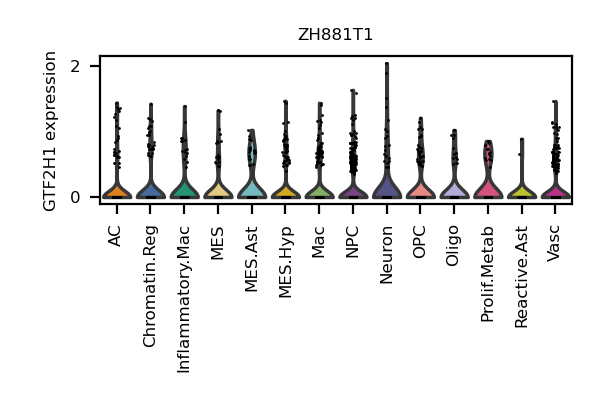 ZH881T1
GTF2H1 expression
2
0
AC
Chromatin.Reg
Inflammatory.Mac
MES
MES.Ast
MES.Hyp
Mac
NPC
Neuron
OPC
Oligo
Prolif.Metab
Reactive.Ast
Vasc